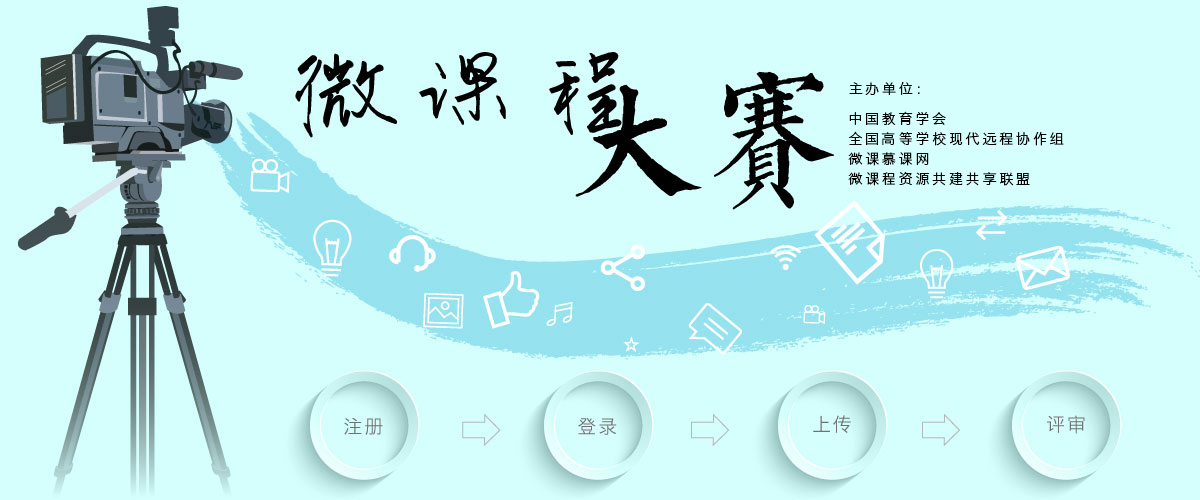 微课程大赛
主办单位：
中国教育学会
全国高等学校现代远程协作组
微课慕课网
微课程资源共建共享联盟
注册
登录
上传
评审